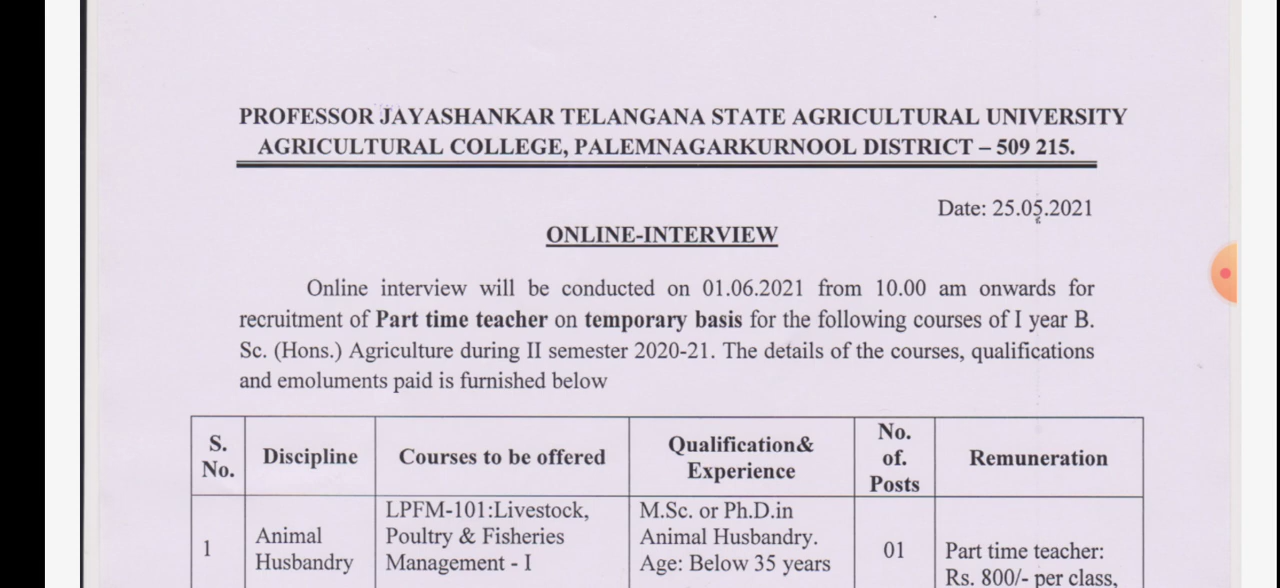 PROFESSOR JAYASHANKAR TELANGANA STATE AGRICULTURAL UNIVERSITY
AGRICULTURAL COLLEGE, PALEMNAGARKURNOOL DISTRICT – 509 215.
Date: 25.05.2021
ONLINE-INTERVIEW
Online interview will be conducted on 01.06.2021 from 10.00 am onwards for
recruitment of Part time teacher on temporary basis for the following courses of I year B.
Sc. (Hons.) Agriculture during II semester 2020-21. The details of the courses, qualifications
and emoluments paid is furnished below
S.
No.
Discipline
Courses to be offered
Qualification&
Experience
No.
of.
Posts
Remuneration
1
Animal
Husbandry
LPFM-101:Livestock,
Poultry & Fisheries
Management - I
M.Sc. or Ph.D.in
Animal Husbandry.
Age: Below 35 years
01
Part time teacher:
Rs. 800/- per class,